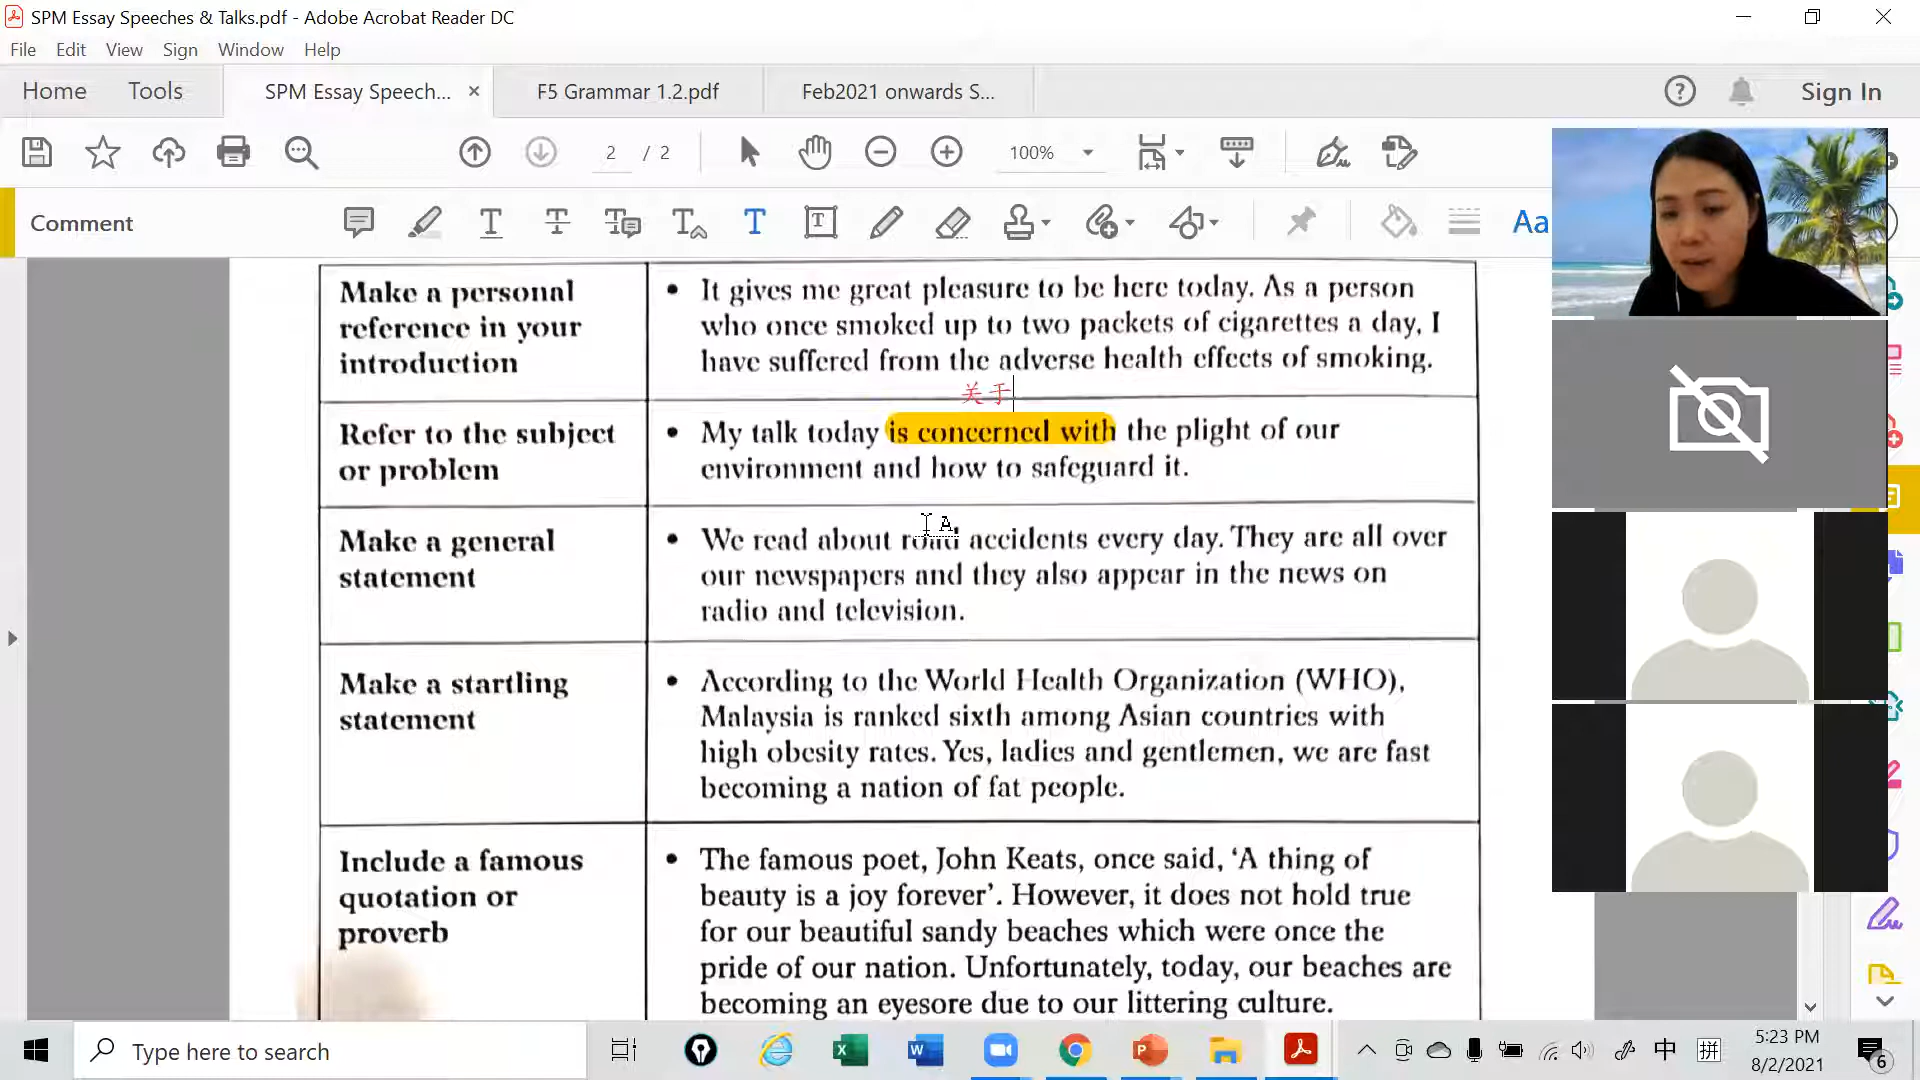 SPM Essay Speeches & Talks.pdf - Adobe Acrobat Reader DC
File Edit View Sign Window Help
Home Tools SPM Essay Speech... × F5 Grammar 1.2.pdf Feb2021 onwards S... Sign In
2 / 2 100%
Comment Aa
Make a personal
reference in your
introduction
• It gives me great pleasure to be here today. As a person
who once smoked up to two packets of cigarettes a day, I
have suffered from the adverse health effects of smoking.
关于
Refer to the subject
or problem
• My talk today is concerned with the plight of our
environment and how to safeguard it.
Make a general
statement
• We read about road accidents every day. They are all over
our newspapers and they also appear in the news on
radio and television.
Make a startling
statement
• According to the World Health Organization (WHO),
Malaysia is ranked sixth among Asian countries with
high obesity rates. Yes, ladies and gentlemen, we are fast
becoming a nation of fat people.
Include a famous
quotation or
proverb
• The famous poet, John Keats, once said, ‘A thing of
beauty is a joy forever’. However, it does not hold true
for our beautiful sandy beaches which were once the
pride of our nation. Unfortunately, today, our beaches are
becoming an eyesore due to our littering culture.
Type here to search
中 拼
5:23 PM
8/2/2021
6